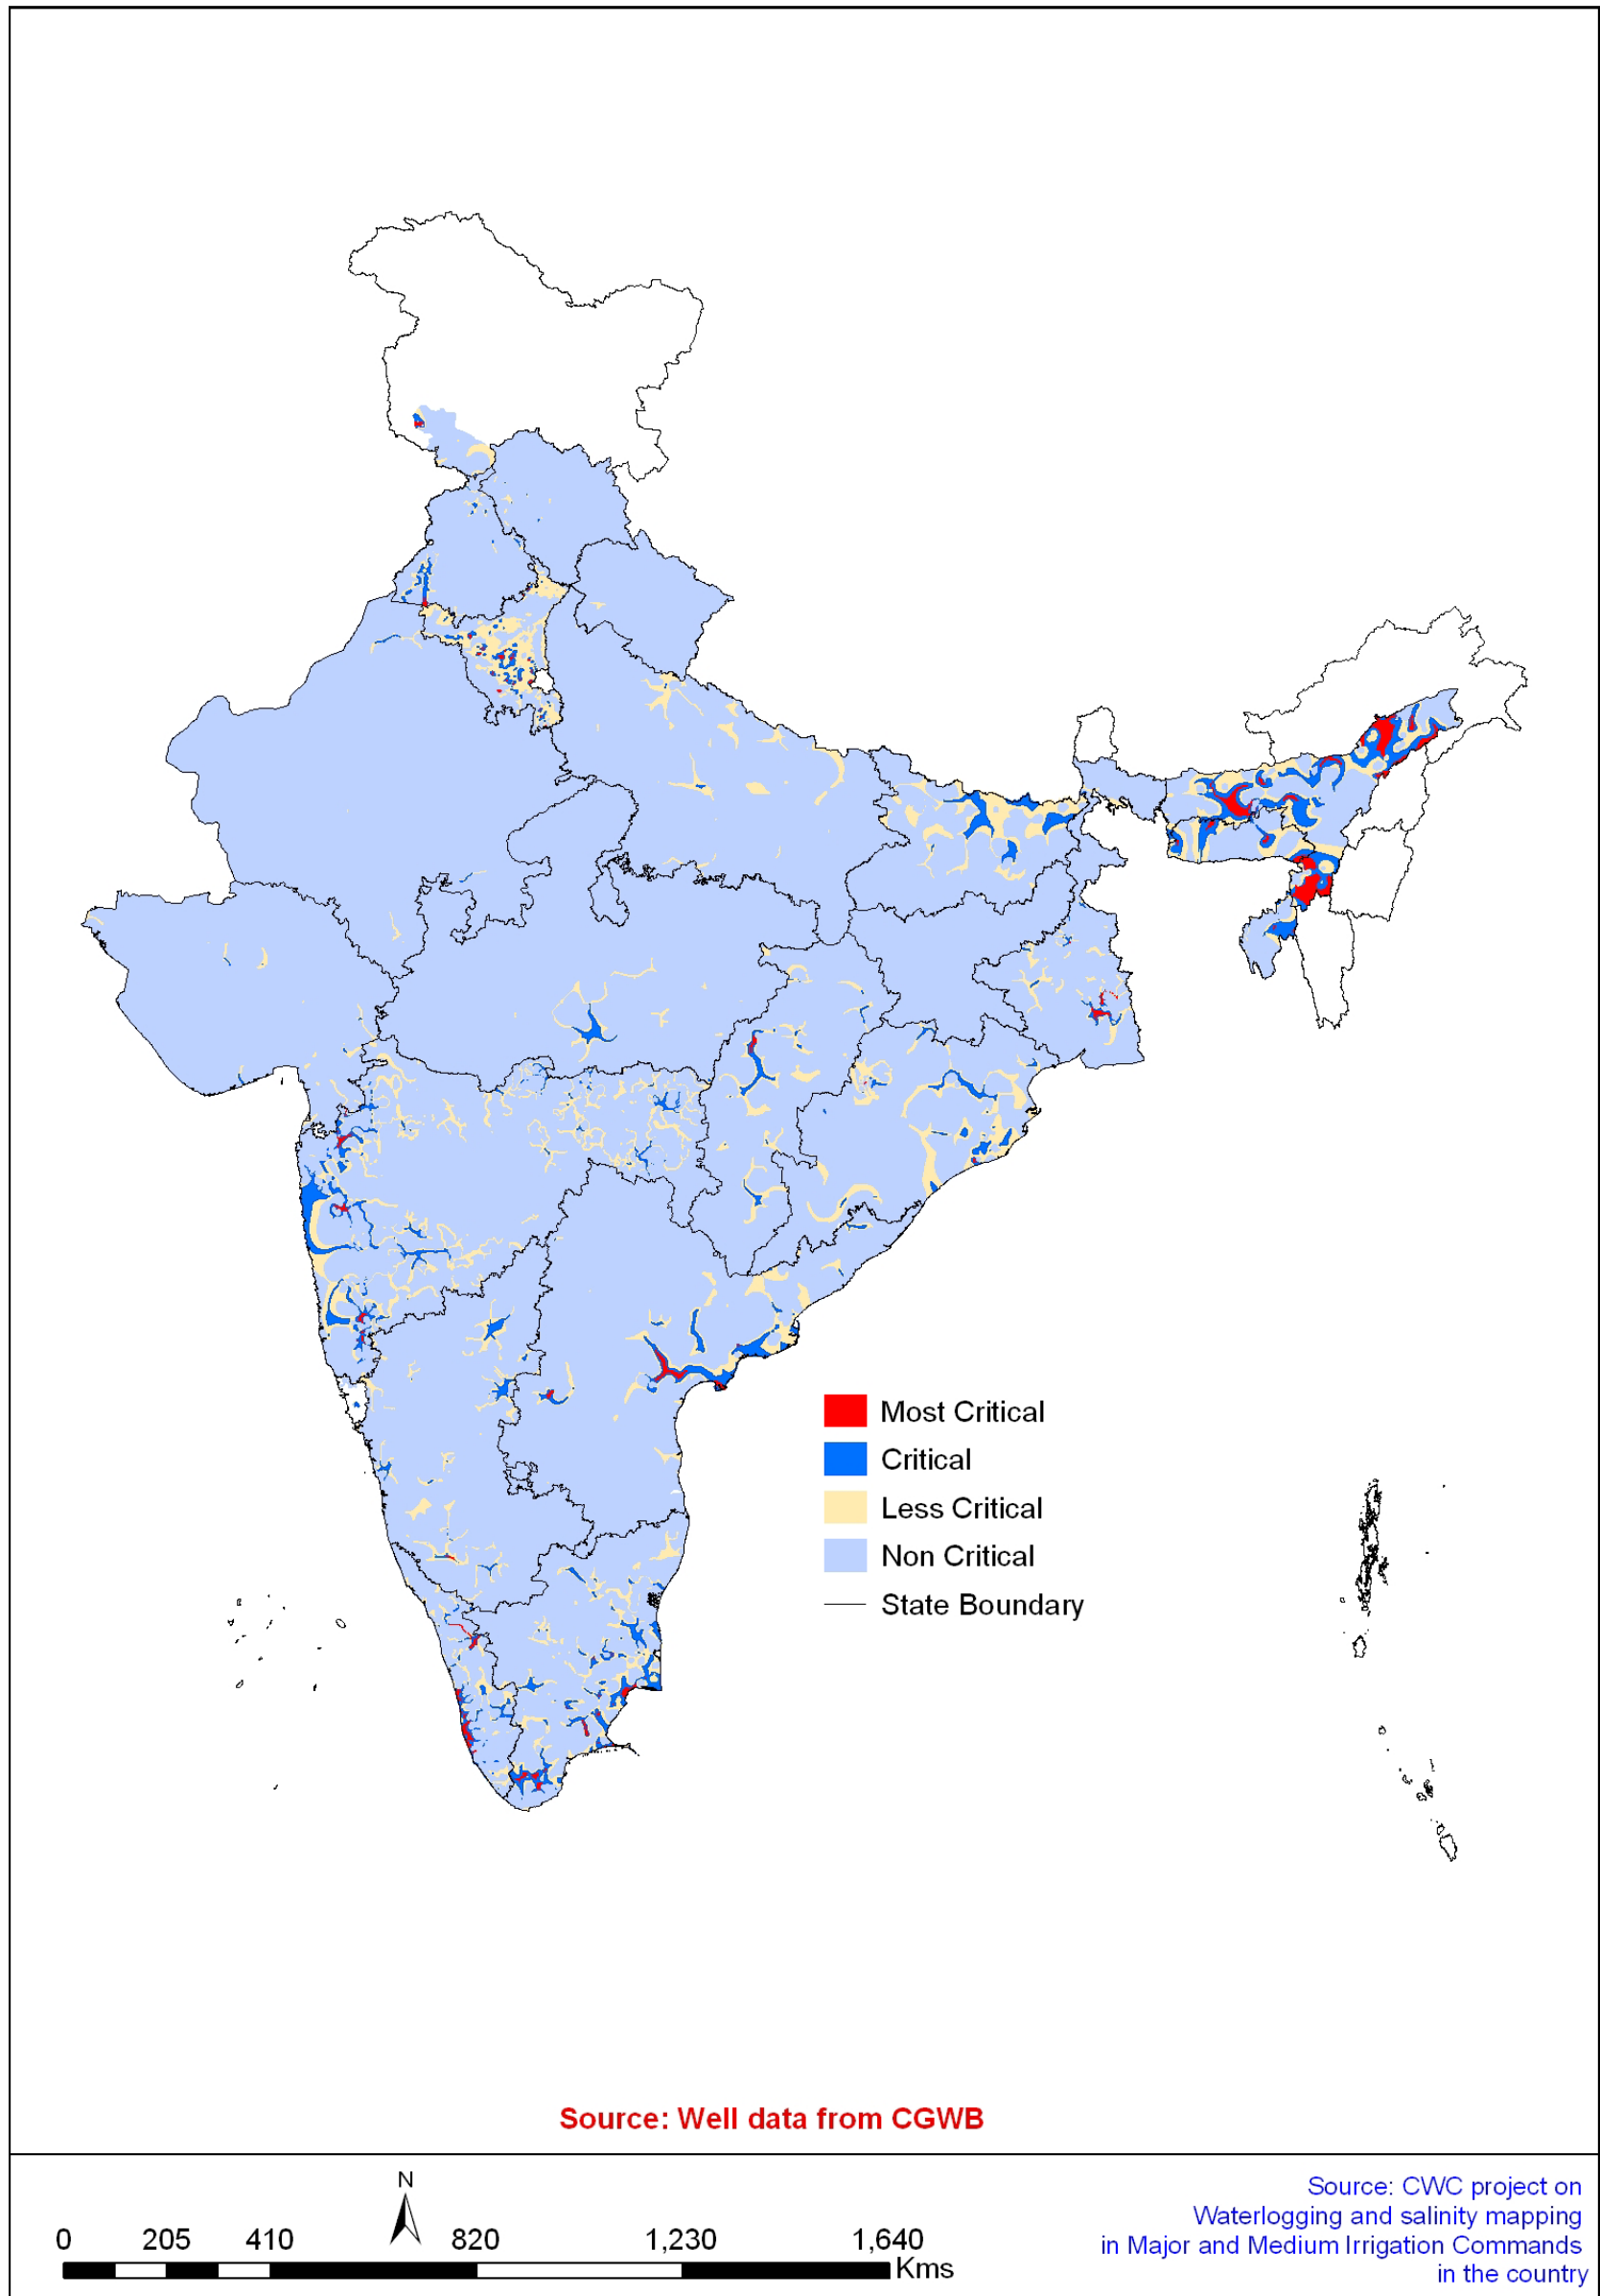 Most Critical
Critical
Less Critical
Non Critical
State Boundary
Source: Well data from CGWB
N
0 205 410 820 1,230 1,640
Kms
Source: CWC project on
Waterlogging and salinity mapping
in Major and Medium Irrigation Commands
in the country